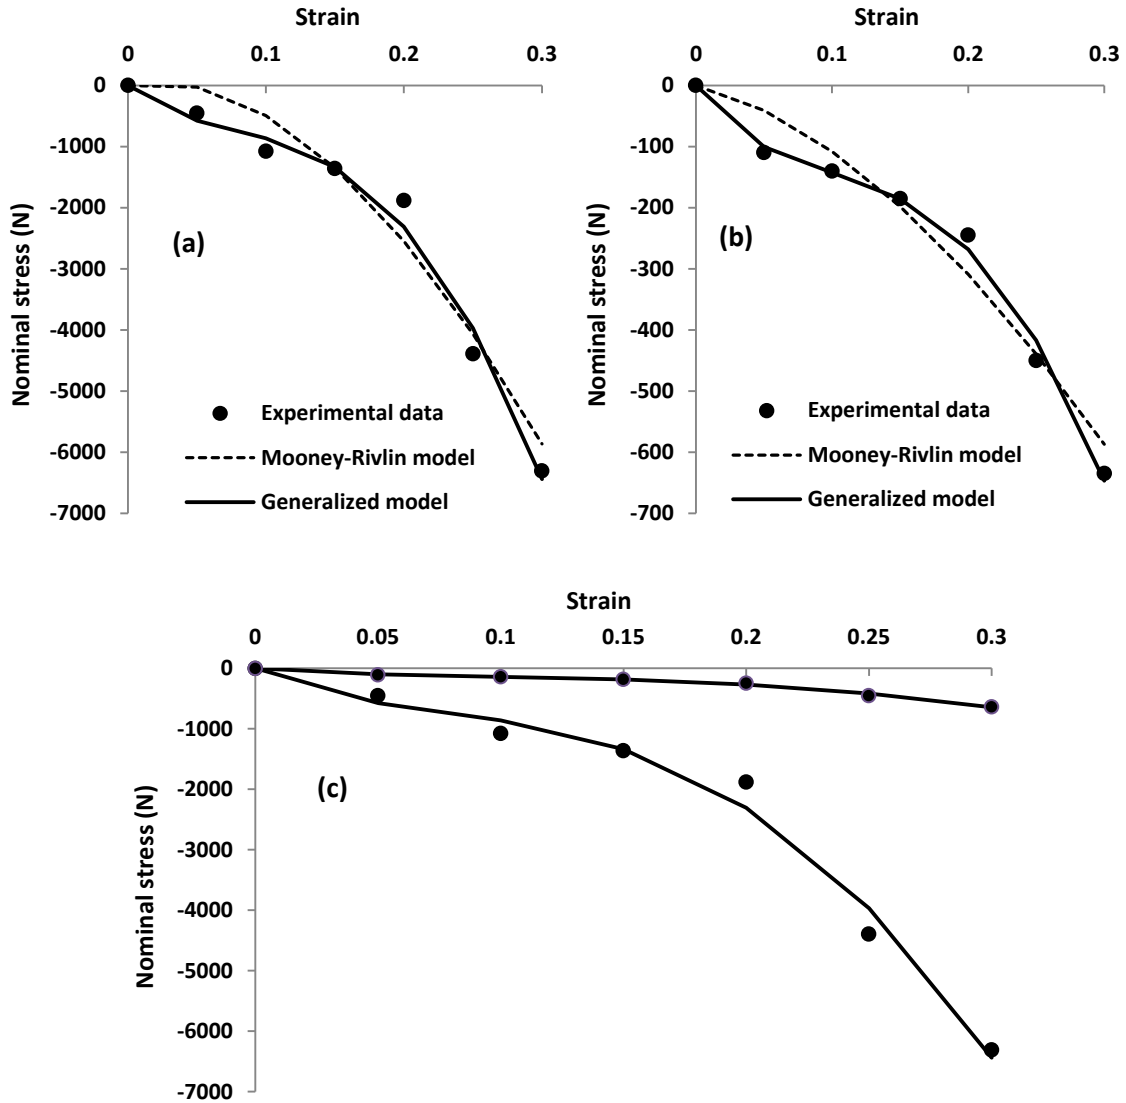 Strain
0 0.1 0.2 0.3
0
-1000
-2000
-3000
-4000
-5000
-6000
-7000
Nominal stress (N)
(a)
Experimental data
Mooney-Rivlin model
Generalized model
Strain
0 0.1 0.2 0.3
0
-100
-200
-300
-400
-500
-600
-700
Nominal stress (N)
(b)
Experimental data
Mooney-Rivlin model
Generalized model
Strain
0 0.05 0.1 0.15 0.2 0.25 0.3
0
-1000
-2000
-3000
-4000
-5000
-6000
-7000
Nominal stress (N)
(c)